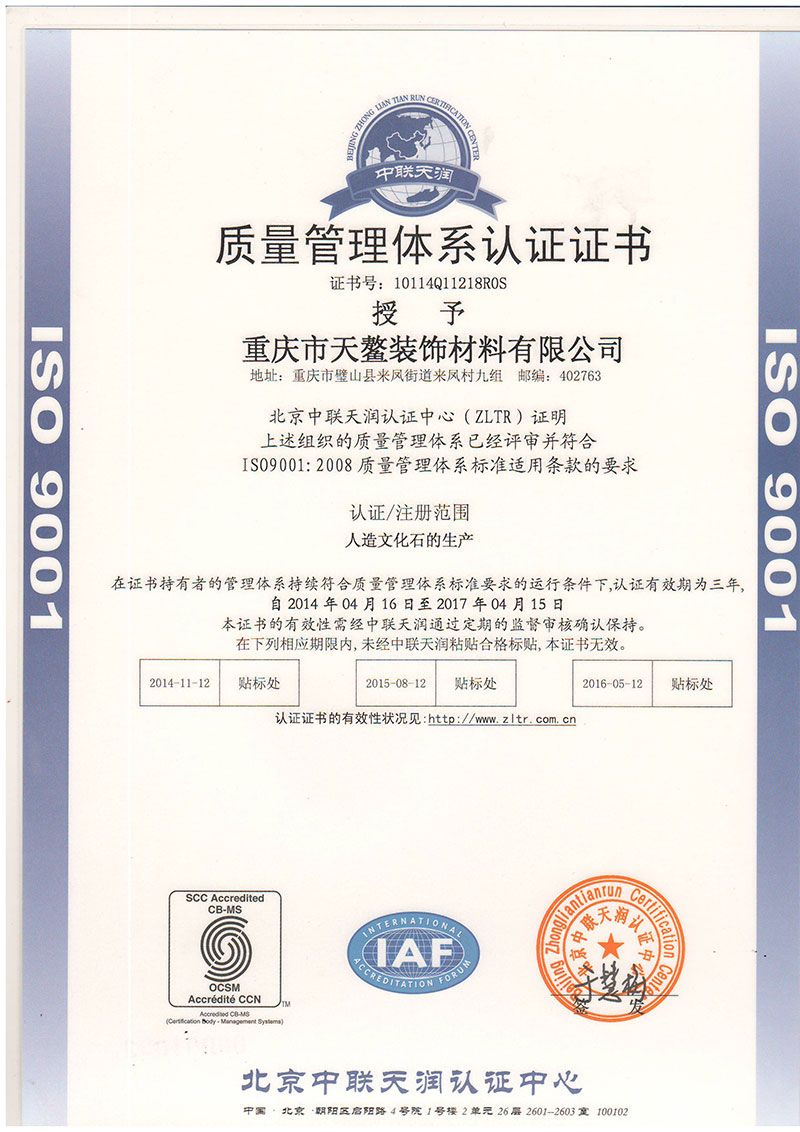 BEIJING ZHONG LIAN TIAN RUN CERTIFICATION CENTER
中联天润
质量管理体系认证证书
证书号：10114Q11218R0S
授 予
重庆市天鳌装饰材料有限公司
地址：重庆市璧山县来凤街道来凤村九组 邮编：402763
北京中联天润认证中心（ZLTR）证明
上述组织的质量管理体系已经评审并符合
ISO9001:2008 质量管理体系标准适用条款的要求
认证/注册范围
人造文化石的生产
在证书持有者的管理体系持续符合质量管理体系标准要求的运行条件下,认证有效期为三年,
自 2014 年 04 月 16 日至 2017 年 04 月 15 日
本证书的有效性需经中联天润通过定期的监督审核确认保持。
在下列相应期限内,未经中联天润粘贴合格标贴,本证书无效。
2014-11-12 贴标处 2015-08-12 贴标处 2016-05-12 贴标处
认证证书的有效性状况见:http://www.zltr.com.cn
ISO 9001
ISO 9001
SCC Accredited
CB-MS
OCSM
Accrédité CCN
TM
Accredited CB-MS
(Certification Body - Management Systems)
INTERNATIONAL
IAF
ACCREDITATION FORUM
Beijing Zhongliantianrun Certification Center
北京中联天润认证中心
签 发
北京中联天润认证中心
中国 · 北京 · 朝阳区启阳路 4 号院 1 号楼 2 单元 26 层 2601—2603 室 100102